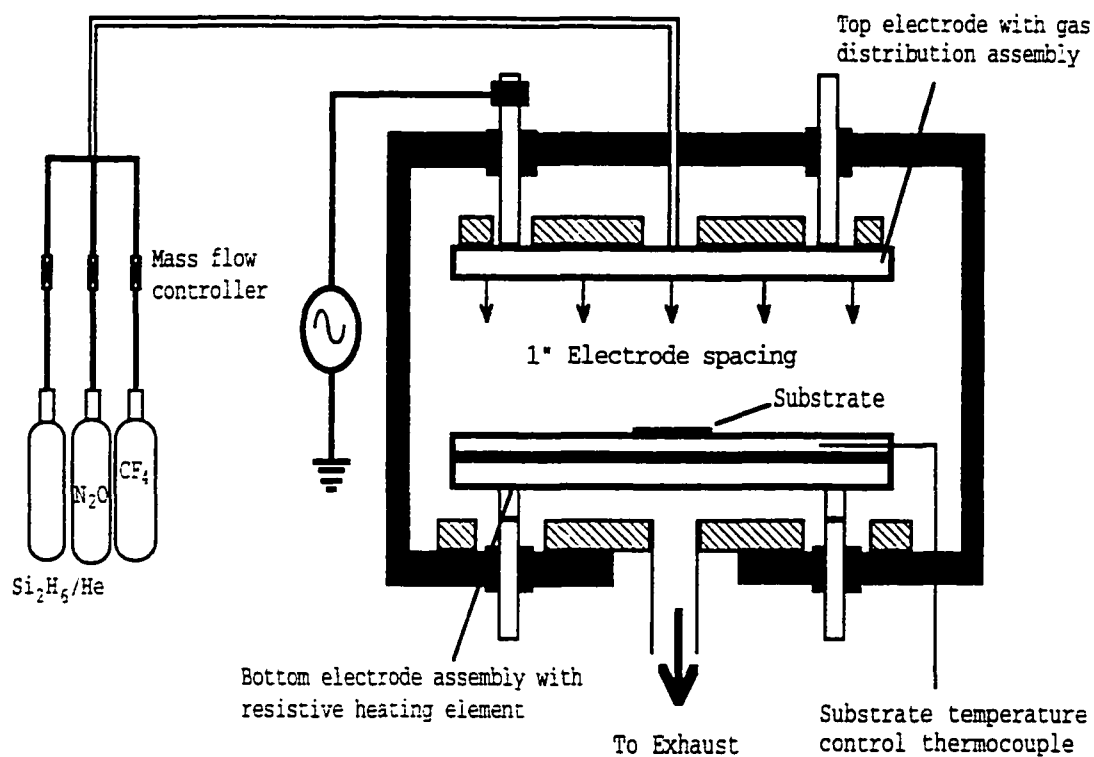 Top electrode with gas
distribution assembly
Mass flow
controller
1" Electrode spacing
Substrate
CF₄
N₂O
Si₂H₆/He
Bottom electrode assembly with
resistive heating element
To Exhaust
Substrate temperature
control thermocouple